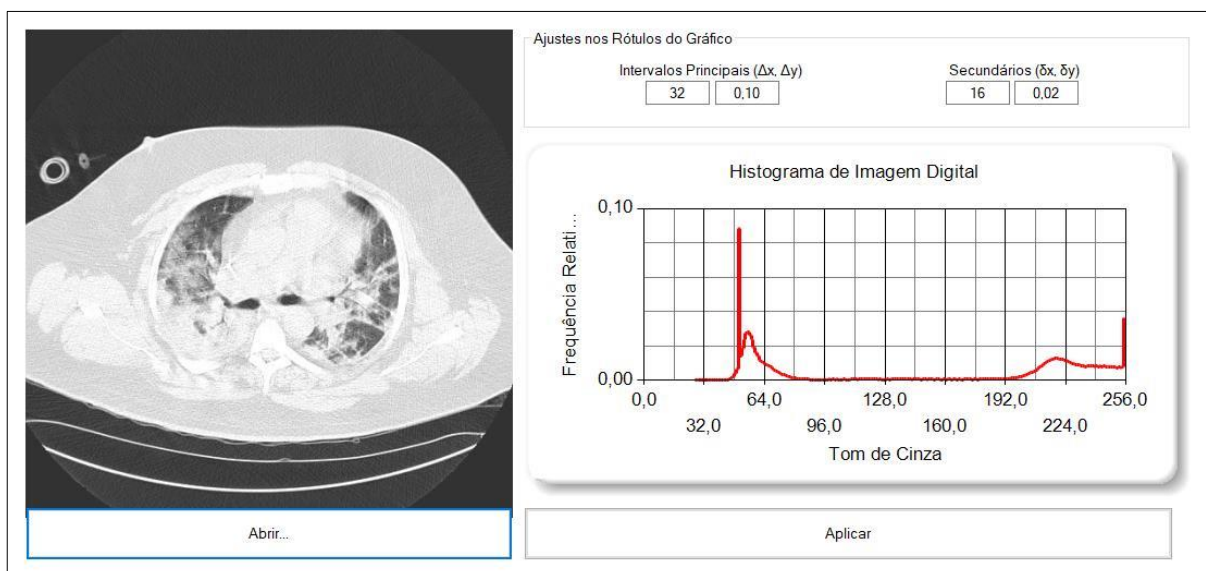 Ajustes nos Rótulos do Gráfico
Intervalos Principais (Δx, Δy)
32 0,10
Secundários (δx, δy)
16 0,02
Histograma de Imagem Digital
Frequência Relati...
0,10
0,00
0,0 64,0 128,0 192,0 256,0
32,0 96,0 160,0 224,0
Tom de Cinza
Abrir...
Aplicar